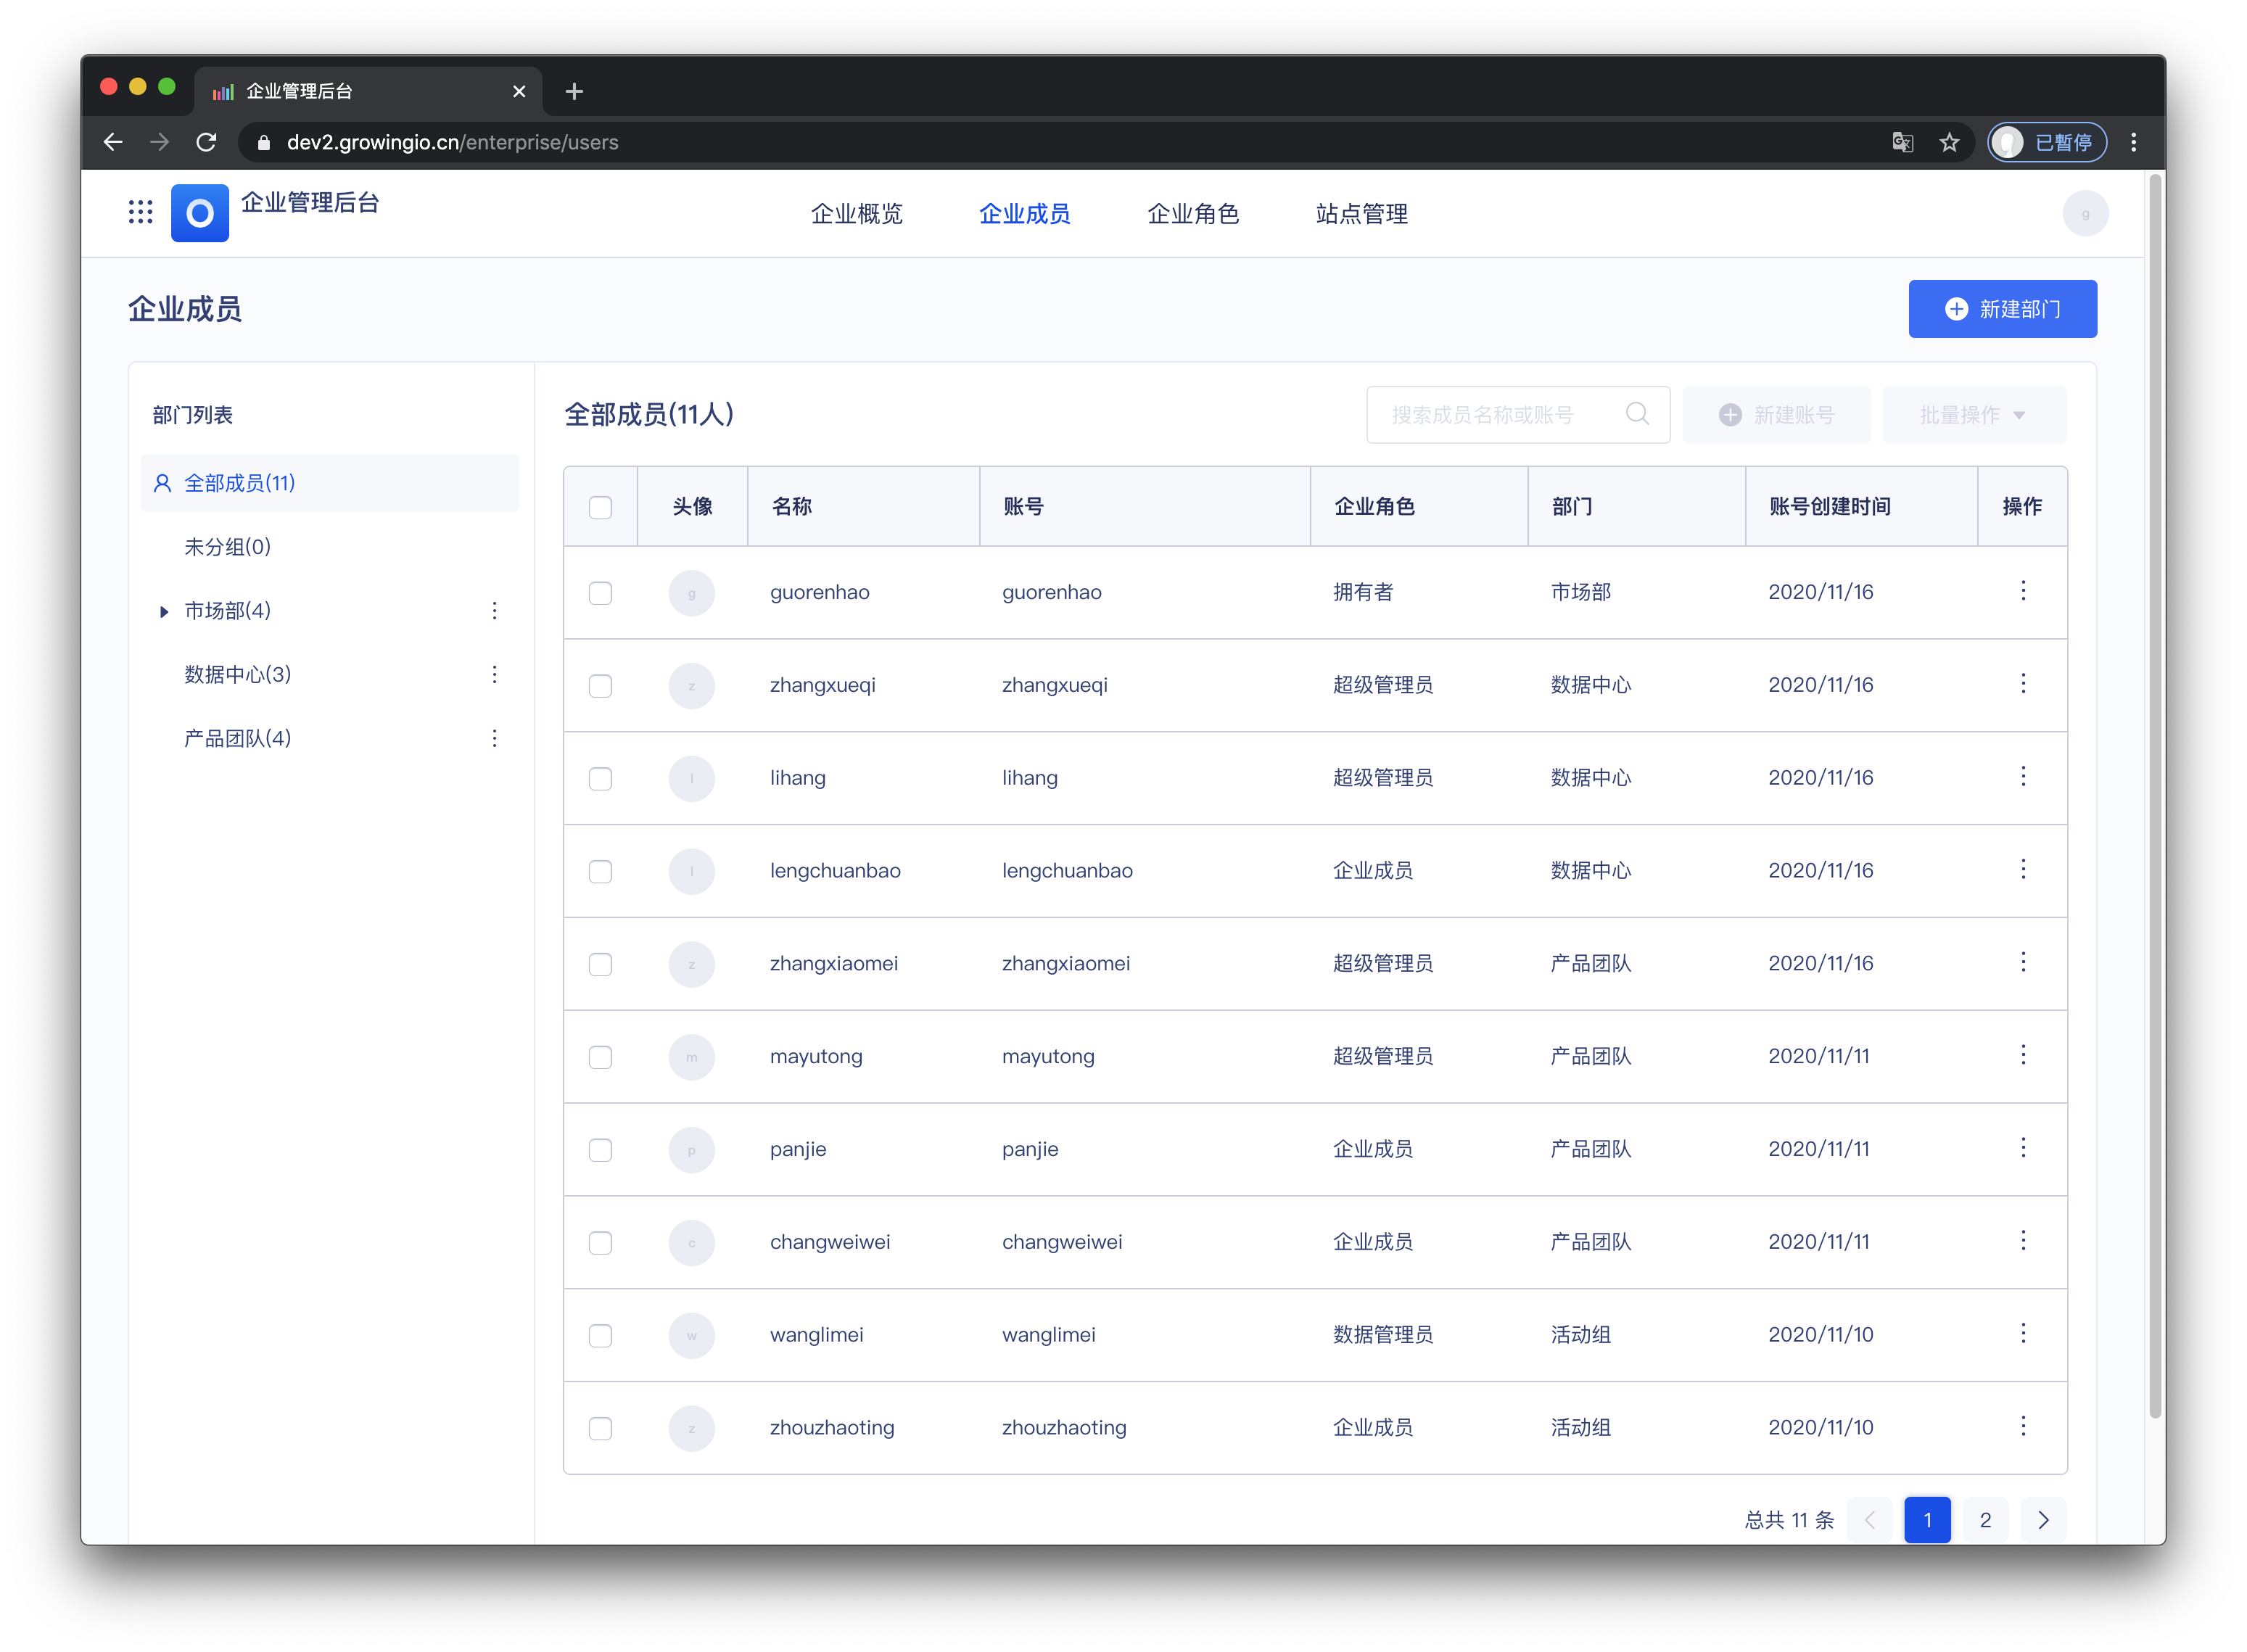 企业管理后台
dev2.growingio.cn/enterprise/users
已暂停
企业管理后台
企业概览 企业成员 企业角色 站点管理
g
企业成员
新建部门
部门列表
全部成员(11)
未分组(0)
市场部(4)
数据中心(3)
产品团队(4)
全部成员(11人)
搜索成员名称或账号
新建账号
批量操作
头像 名称 账号 企业角色 部门 账号创建时间 操作
g guorenhao guorenhao 拥有者 市场部 2020/11/16
z zhangxueqi zhangxueqi 超级管理员 数据中心 2020/11/16
l lihang lihang 超级管理员 数据中心 2020/11/16
l lengchuanbao lengchuanbao 企业成员 数据中心 2020/11/16
z zhangxiaomei zhangxiaomei 超级管理员 产品团队 2020/11/16
m mayutong mayutong 超级管理员 产品团队 2020/11/11
p panjie panjie 企业成员 产品团队 2020/11/11
c changweiwei changweiwei 企业成员 产品团队 2020/11/11
w wanglimei wanglimei 数据管理员 活动组 2020/11/10
z zhouzhaoting zhouzhaoting 企业成员 活动组 2020/11/10
总共 11 条 1 2